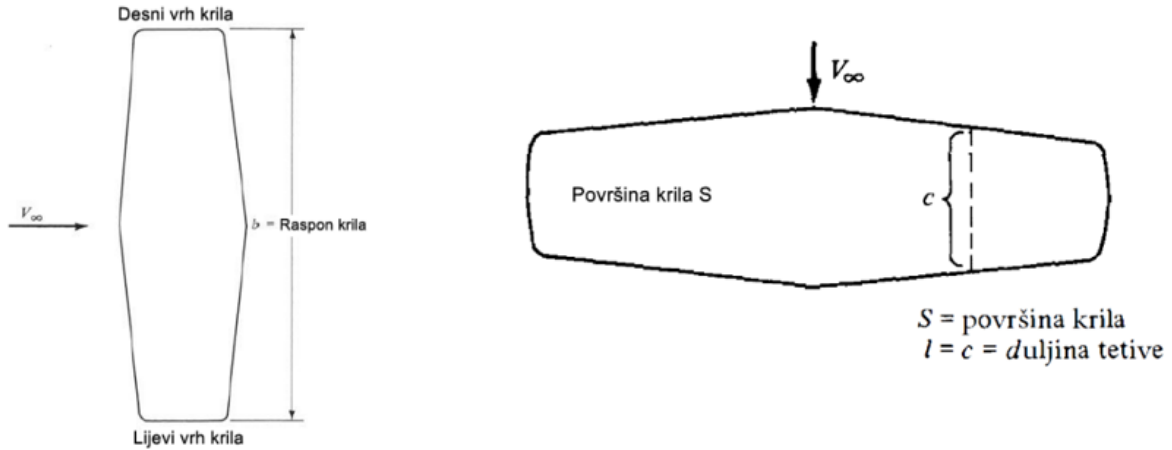 Desni vrh krila
V∞
b = Raspon krila
Lijevi vrh krila
V∞
Površina krila S
c
S = površina krila
l = c = duljina tetive